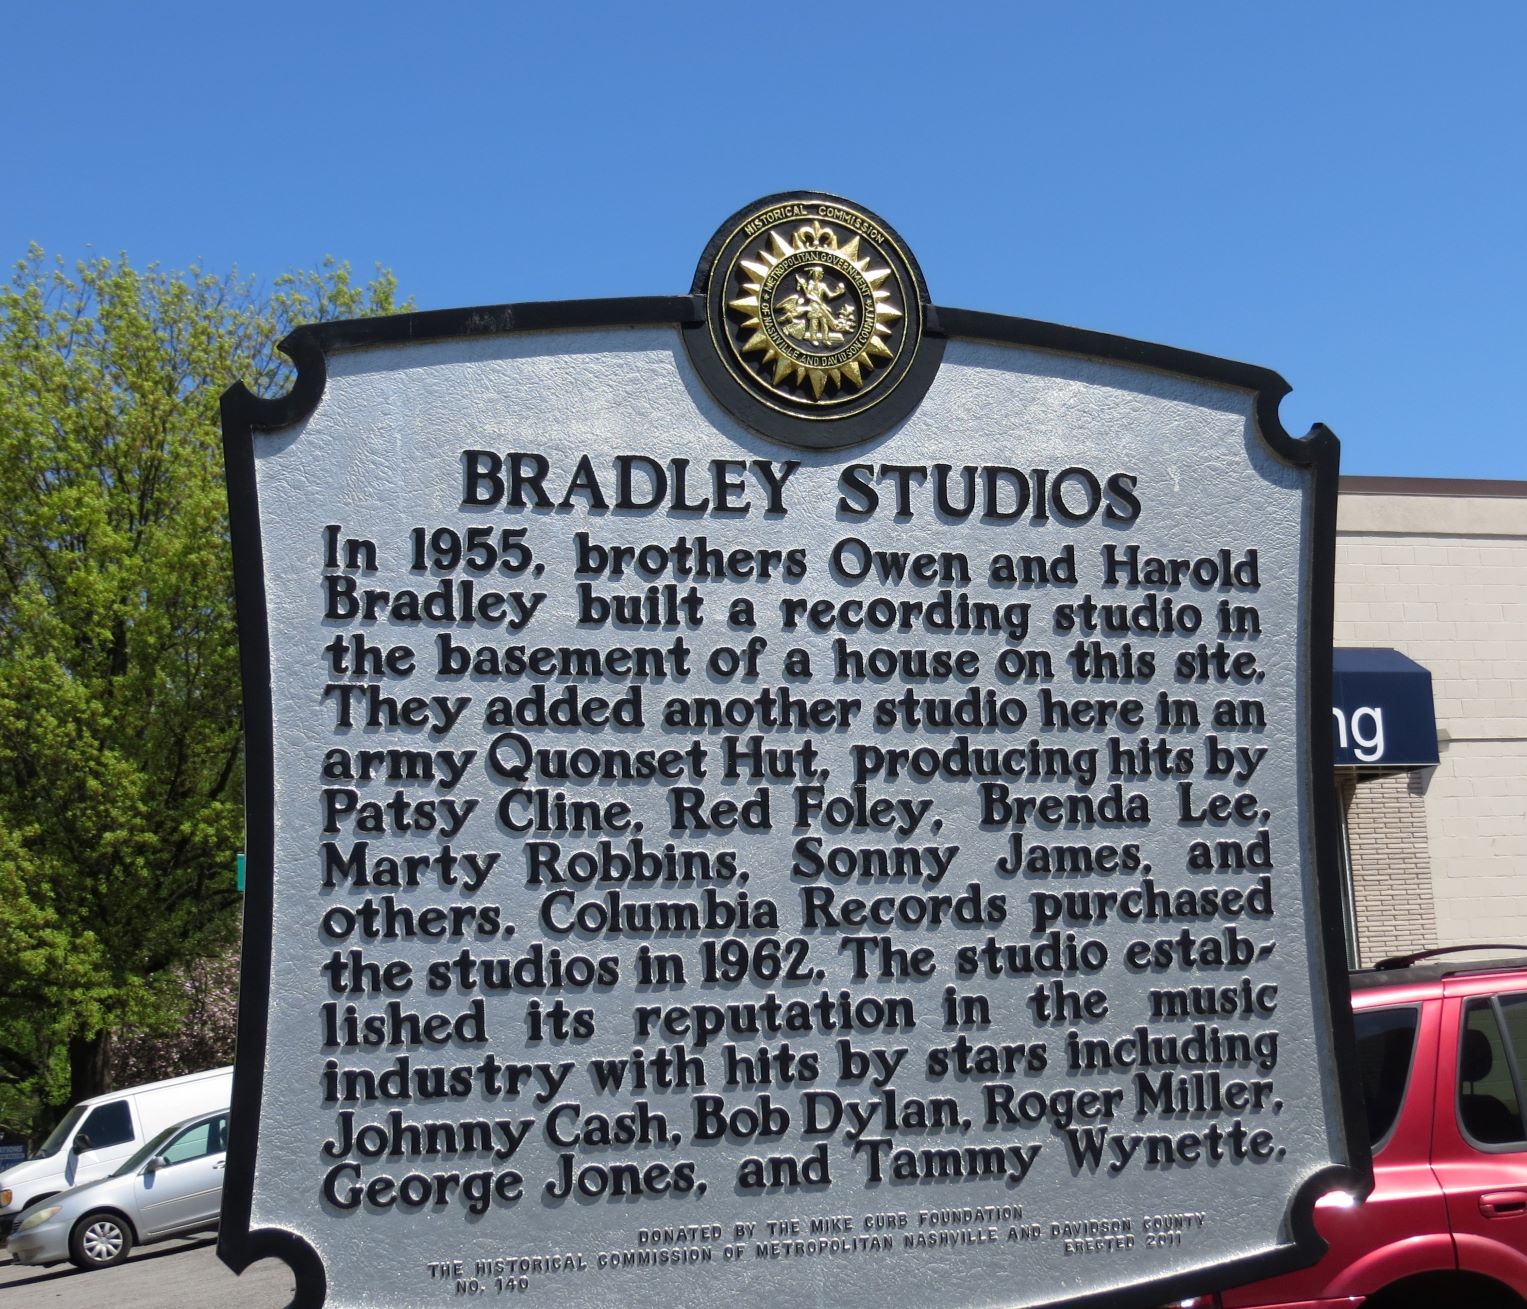 HISTORICAL COMMISSION
METROPOLITAN GOVERNMENT
OF NASHVILLE AND DAVIDSON COUNTY
BRADLEY STUDIOS
In 1955, brothers Owen and Harold
Bradley built a recording studio in
the basement of a house on this site.
They added another studio here in an
army Quonset Hut, producing hits by
Patsy Cline, Red Foley, Brenda Lee,
Marty Robbins, Sonny James, and
others. Columbia Records purchased
the studios in 1962. The studio estab-
lished its reputation in the music
industry with hits by stars including
Johnny Cash, Bob Dylan, Roger Miller,
George Jones, and Tammy Wynette.
DONATED BY THE MIKE CURB FOUNDATION
THE HISTORICAL COMMISSION OF METROPOLITAN NASHVILLE AND DAVIDSON COUNTY
NO. 140 ERECTED 2011
ng